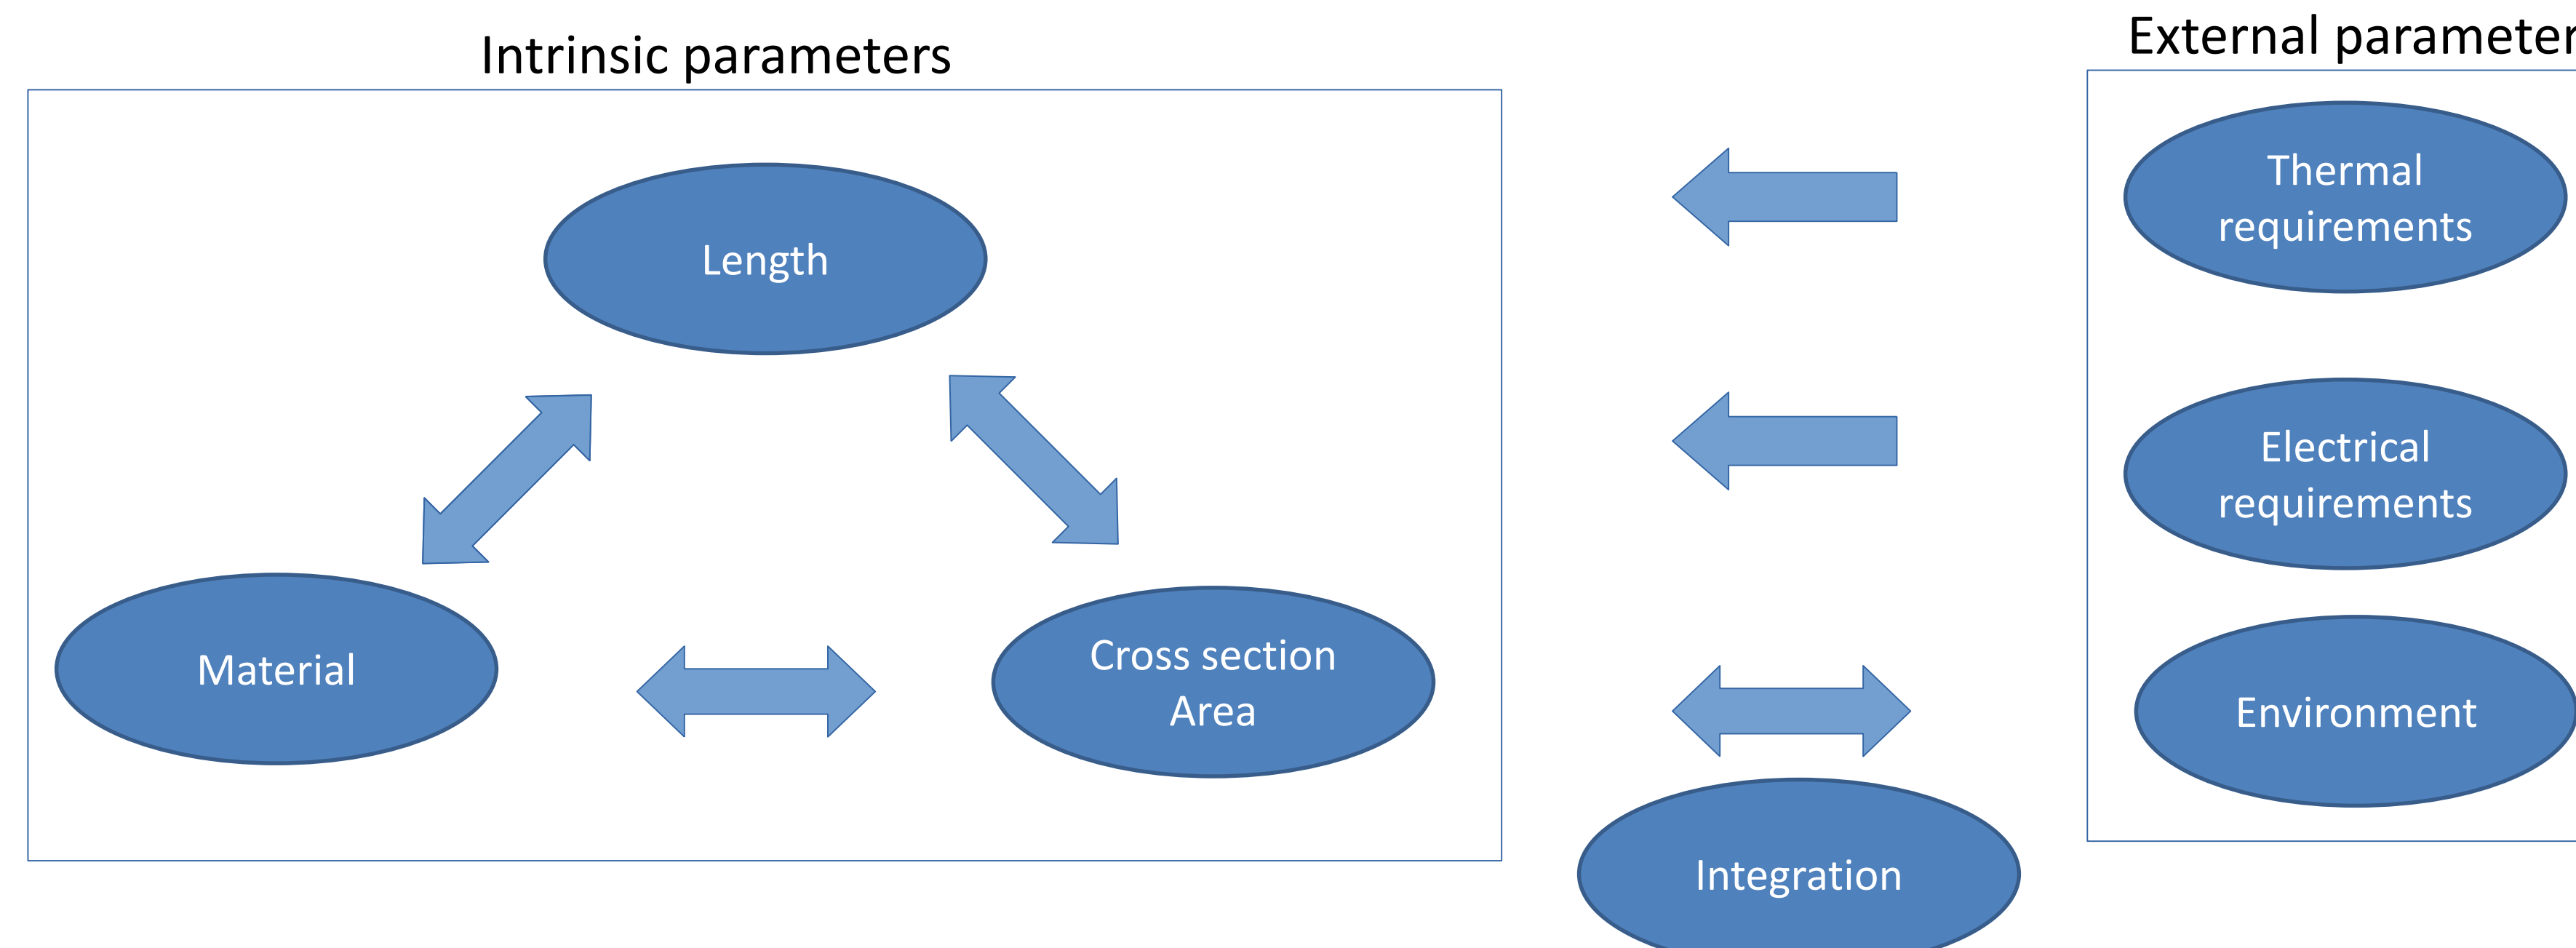 Intrinsic parameters
External parameter
Length
Material
Cross section
Area
Thermal
requirements
Electrical
requirements
Environment
Integration